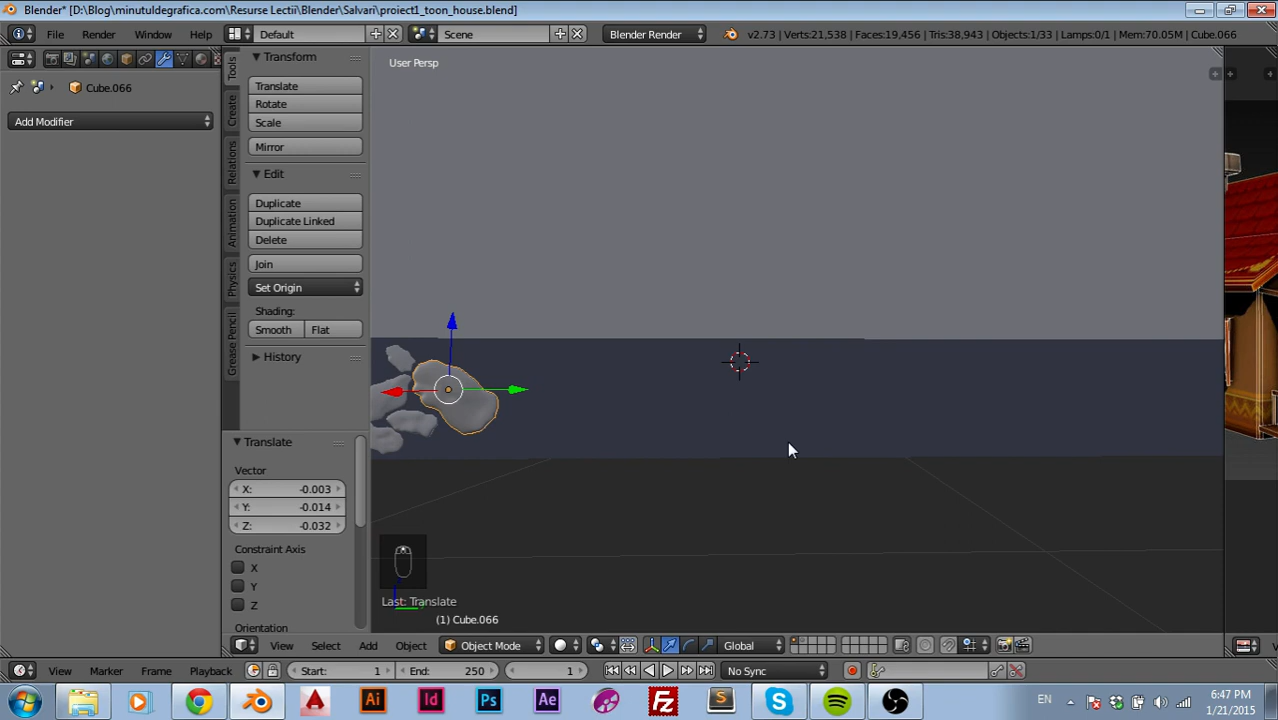 Blender* [D:\Blog\minutuldegrafica.com\Resurse Lectii\Blender\Salvari\proiect1_toon_house.blend]
File Render Window Help Default Scene Blender Render v2.73 | Verts:21,538 | Faces:19,456 | Tris:38,943 | Objects:1/33 | Lamps:0/1 | Mem:70.05M | Cube.066
Cube.066
Add Modifier
Tools
Create
Relations
Animation
Physics
Grease Pencil
Transform
Translate
Rotate
Scale
Mirror
Edit
Duplicate
Duplicate Linked
Delete
Join
Set Origin
Shading:
Smooth Flat
History
Translate
Vector
X: -0.003
Y: -0.014
Z: -0.032
Constraint Axis
X
Y
Z
Orientation
User Persp
Last: Translate
(1) Cube.066
View Select Add Object Object Mode Global
View Marker Frame Playback Start: 1 End: 250 1 No Sync
Ai Id Ps Ae Fz S EN
6:47 PM
1/21/2015